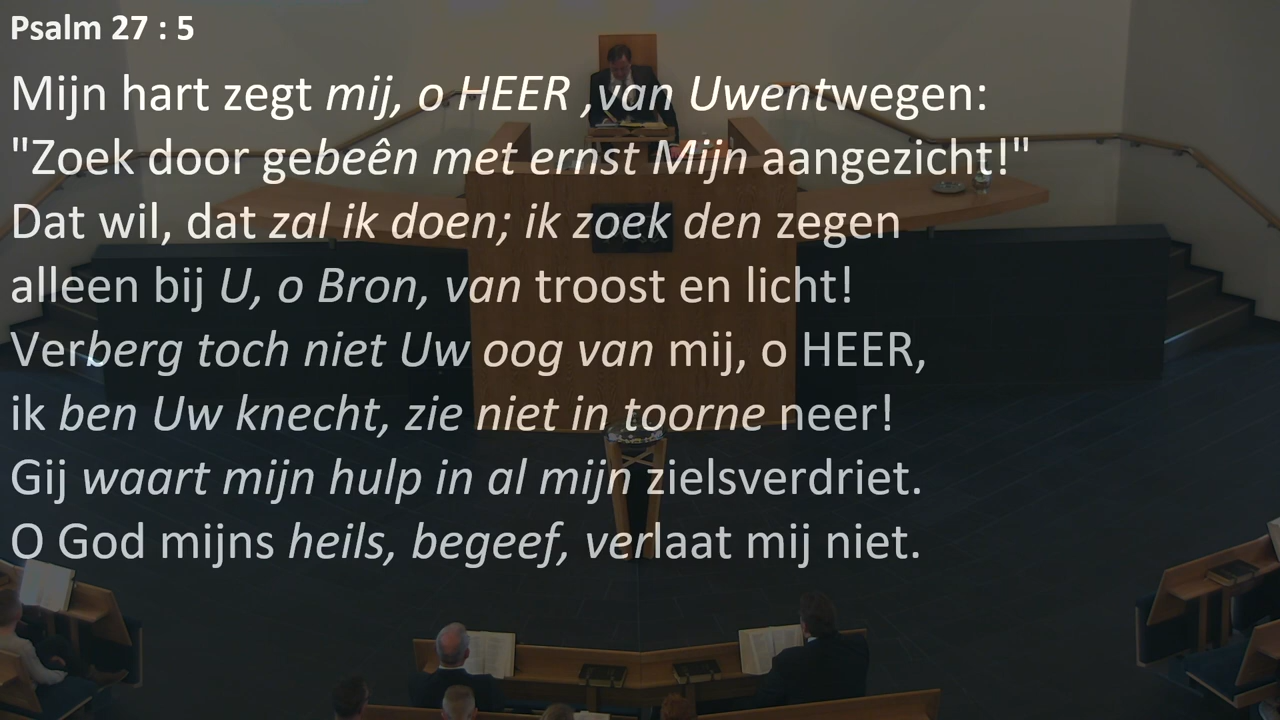 Psalm 27 : 5
Mijn hart zegt mij, o HEER ,van Uwentwegen:
"Zoek door gebeên met ernst Mijn aangezicht!"
Dat wil, dat zal ik doen; ik zoek den zegen
alleen bij U, o Bron, van troost en licht!
Verberg toch niet Uw oog van mij, o HEER,
ik ben Uw knecht, zie niet in toorne neer!
Gij waart mijn hulp in al mijn zielsverdriet.
O God mijns heils, begeef, verlaat mij niet.